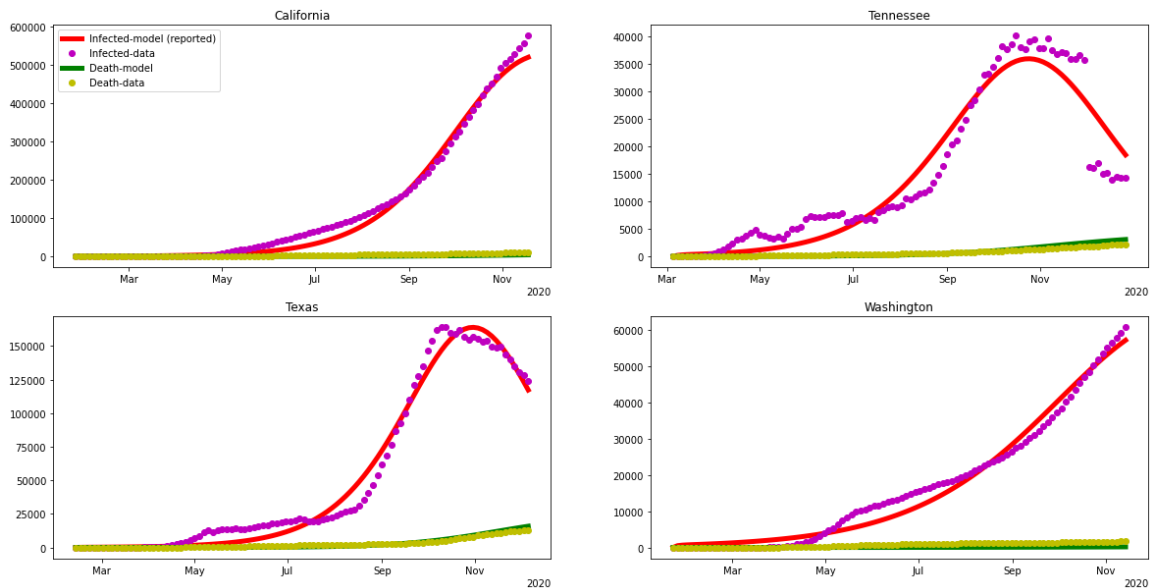 California
600000
500000
400000
300000
200000
100000
0
Infected-model (reported)
Infected-data
Death-model
Death-data
Mar May Jul Sep Nov
2020
Tennessee
40000
35000
30000
25000
20000
15000
10000
5000
0
Mar May Jul Sep Nov
2020
Texas
150000
125000
100000
75000
50000
25000
0
Mar May Jul Sep Nov
2020
Washington
60000
50000
40000
30000
20000
10000
0
Mar May Jul Sep Nov
2020